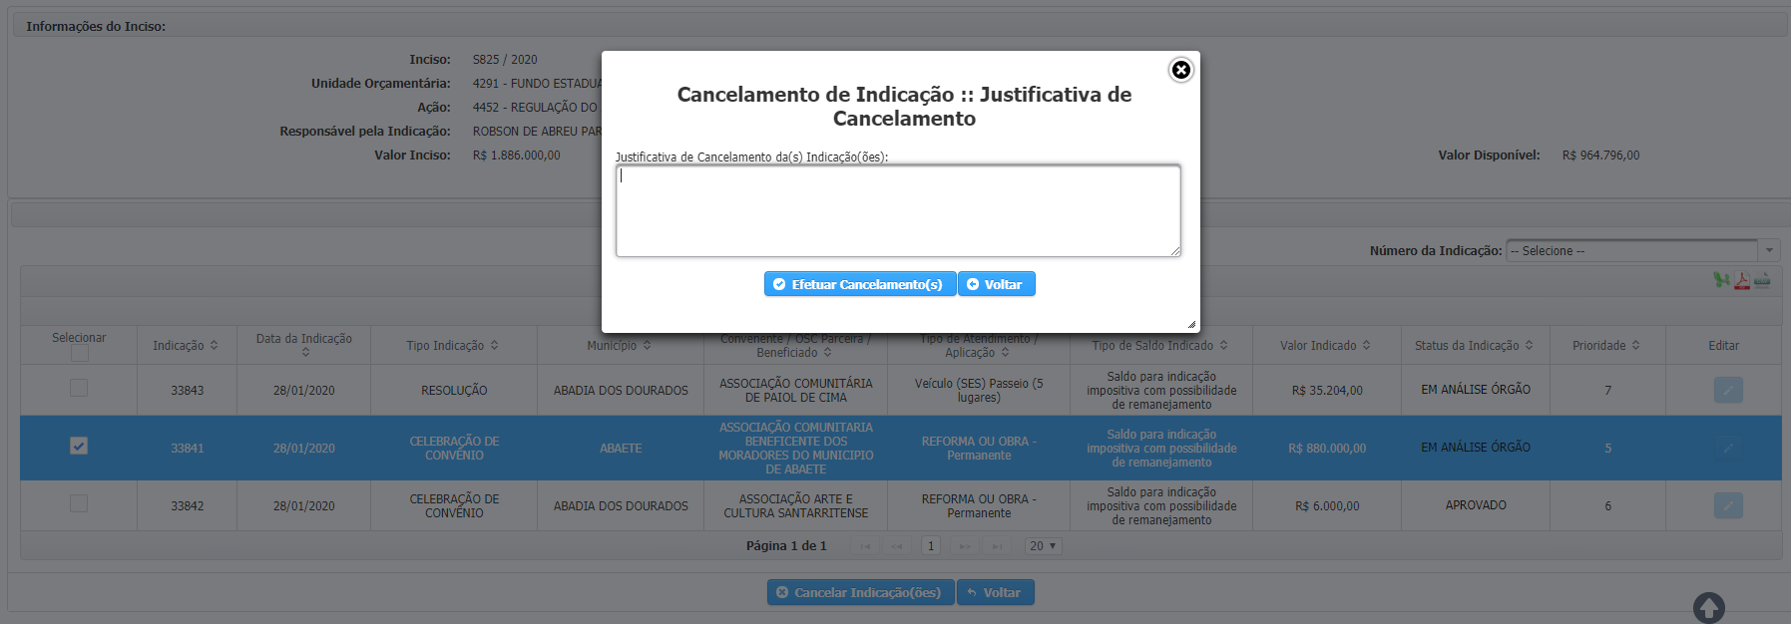 Informações do Inciso:
Inciso: S825 / 2020
Unidade Orçamentária: 4291 - FUNDO ESTADUA
Ação: 4452 - REGULAÇÃO DO
Responsável pela Indicação: ROBSON DE ABREU PAR
Valor Inciso: R$ 1.886.000,00
Valor Disponível: R$ 964.796,00
Cancelamento de Indicação :: Justificativa de
Cancelamento
Justificativa de Cancelamento da(s) Indicação(ões):
Efetuar Cancelamento(s) Voltar
Número da Indicação: -- Selecione --
Selecionar
Indicação
Data da Indicação
Tipo Indicação
Município
Convenente / OSC Parceira /
Beneficiado
Tipo de Atendimento /
Aplicação
Tipo de Saldo Indicado
Valor Indicado
Status da Indicação
Prioridade
Editar
33843
28/01/2020
RESOLUÇÃO
ABADIA DOS DOURADOS
ASSOCIAÇÃO COMUNITÁRIA
DE PAIOL DE CIMA
Veículo (SES) Passeio (5
lugares)
Saldo para indicação
impositiva com possibilidade
de remanejamento
R$ 35.204,00
EM ANÁLISE ÓRGÃO
7
33841
28/01/2020
CELEBRAÇÃO DE
CONVÊNIO
ABAETE
ASSOCIAÇÃO COMUNITARIA
BENEFICENTE DOS
MORADORES DO MUNICIPIO
DE ABAETE
REFORMA OU OBRA -
Permanente
Saldo para indicação
impositiva com possibilidade
de remanejamento
R$ 880.000,00
EM ANÁLISE ÓRGÃO
5
33842
28/01/2020
CELEBRAÇÃO DE
CONVÊNIO
ABADIA DOS DOURADOS
ASSOCIAÇÃO ARTE E
CULTURA SANTARRITENSE
REFORMA OU OBRA -
Permanente
Saldo para indicação
impositiva com possibilidade
de remanejamento
R$ 6.000,00
APROVADO
6
Página 1 de 1 1 20
Cancelar Indicação(ões) Voltar